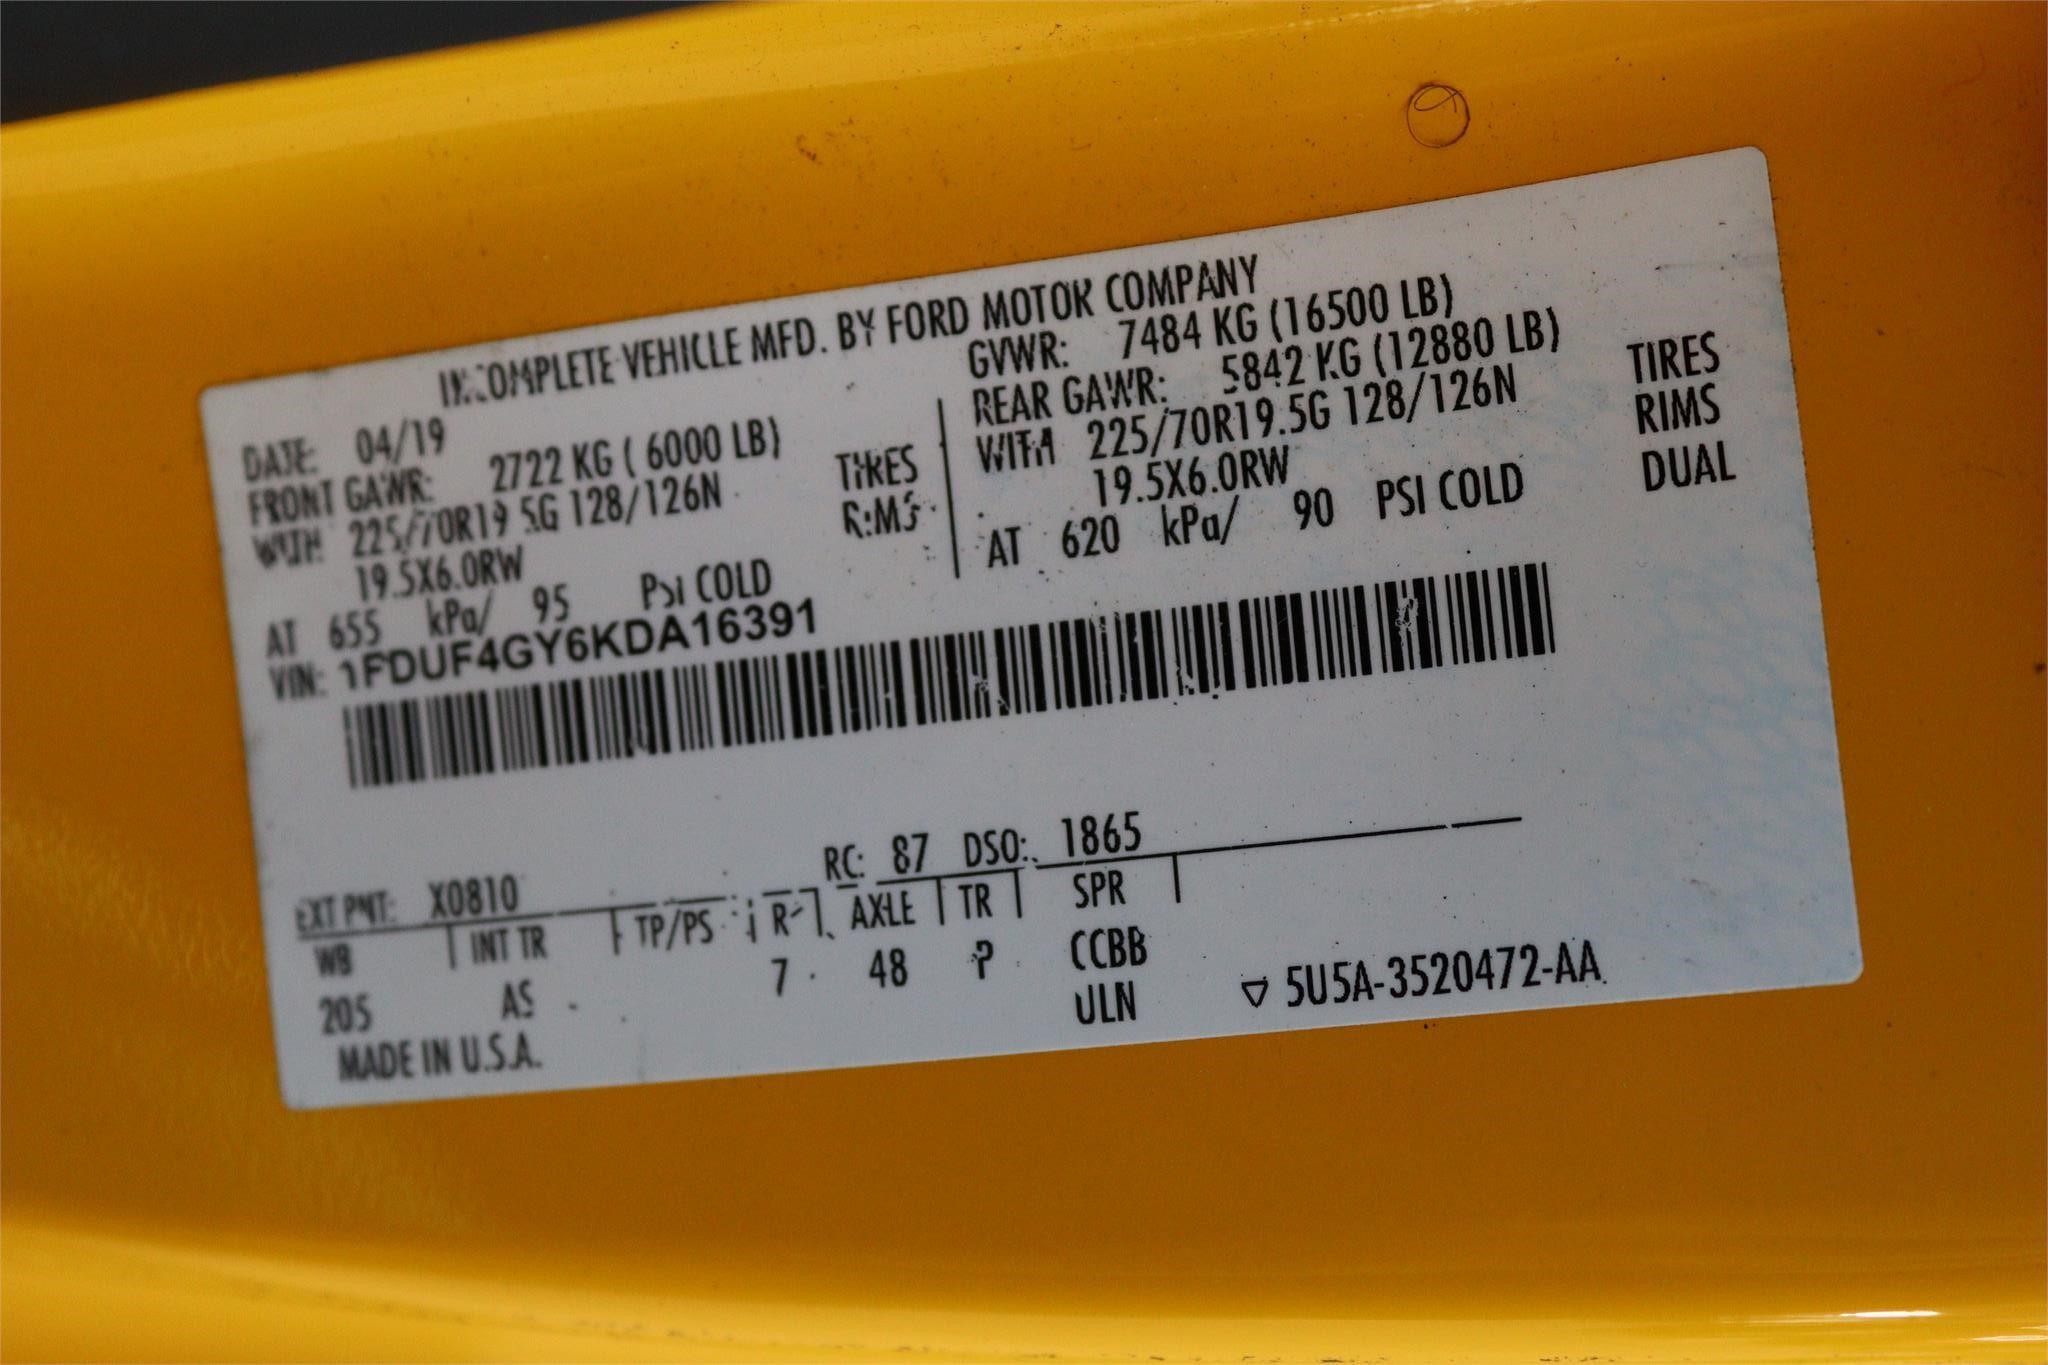 INCOMPLETE VEHICLE MFD. BY FORD MOTOR COMPANY
DATE: 04/19
FRONT GAWR: 2722 KG ( 6000 LB)
WITH 225/70R19.5G 128/126N TIRES
19.5X6.0RW RIMS
AT 655 kPa/ 95 PSI COLD
GVWR: 7484 KG (16500 LB)
REAR GAWR: 5842 KG (12880 LB)
WITH 225/70R19.5G 128/126N TIRES
19.5X6.0RW RIMS
AT 620 kPa/ 90 PSI COLD DUAL
VIN: 1FDUF4GY6KDA16391
EXT PNT: X0810 RC: 87 DSO: 1865
WB INT TR TP/PS R AXLE TR SPR
205 AS 7 48 CCBB
MADE IN U.S.A. ULN ▽ 5U5A-3520472-AA